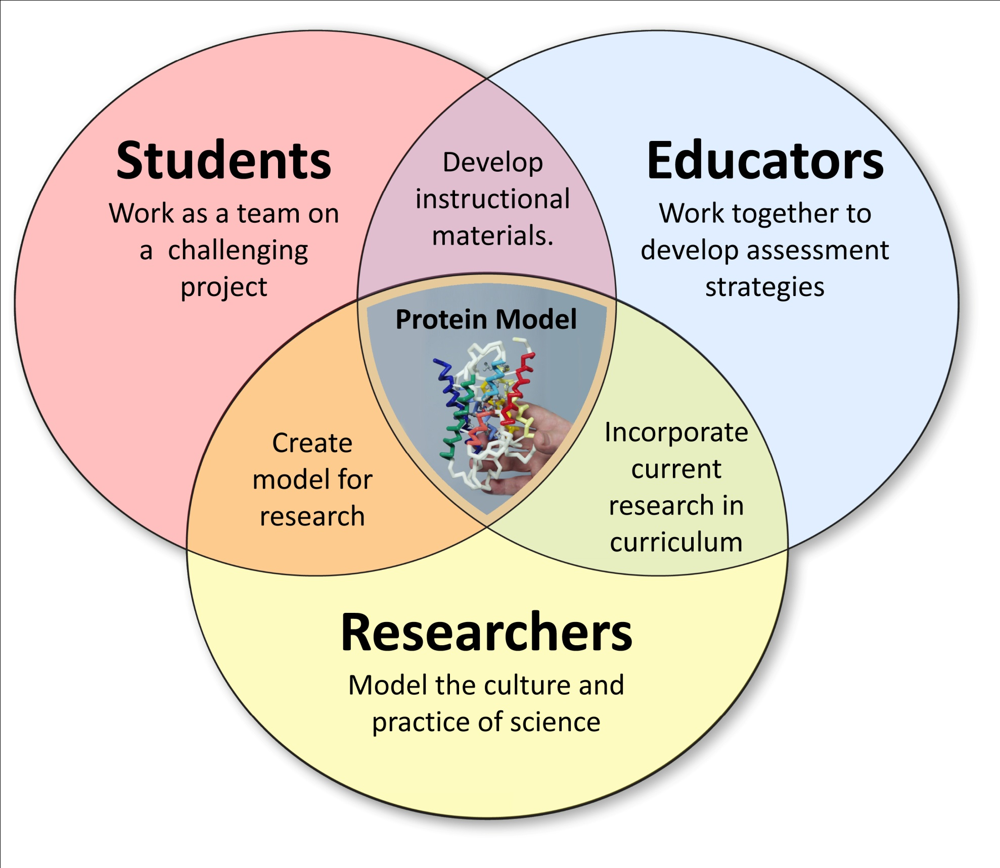 Students
Work as a team on
a  challenging
project
Develop
instructional
materials.
Educators
Work together to
develop assessment
strategies
Protein Model
Create
model for
research
Incorporate
current
research in
curriculum
Researchers
Model the culture and
practice of science